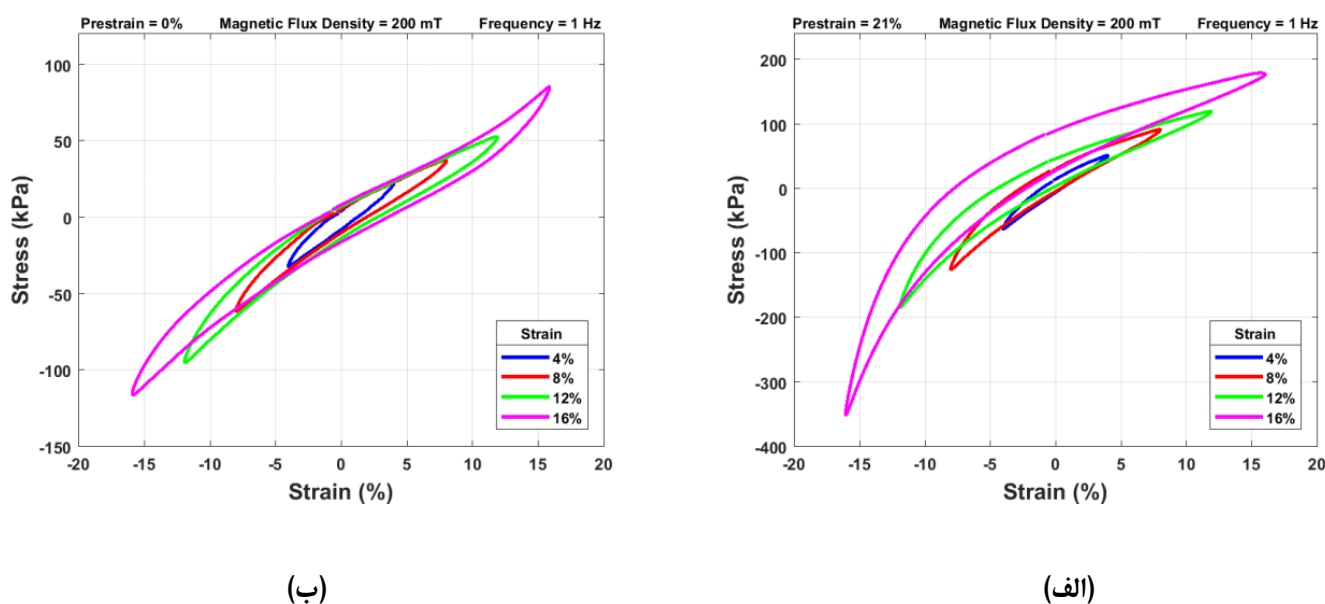 Prestrain = 0% Magnetic Flux Density = 200 mT Frequency = 1 Hz
Stress (kPa)
100
50
0
-50
-100
-150
-20 -15 -10 -5 0 5 10 15 20
Strain (%)
Strain
4%
8%
12%
16%
(ب)
Prestrain = 21% Magnetic Flux Density = 200 mT Frequency = 1 Hz
Stress (kPa)
200
100
0
-100
-200
-300
-400
-20 -15 -10 -5 0 5 10 15 20
Strain (%)
Strain
4%
8%
12%
16%
(الف)